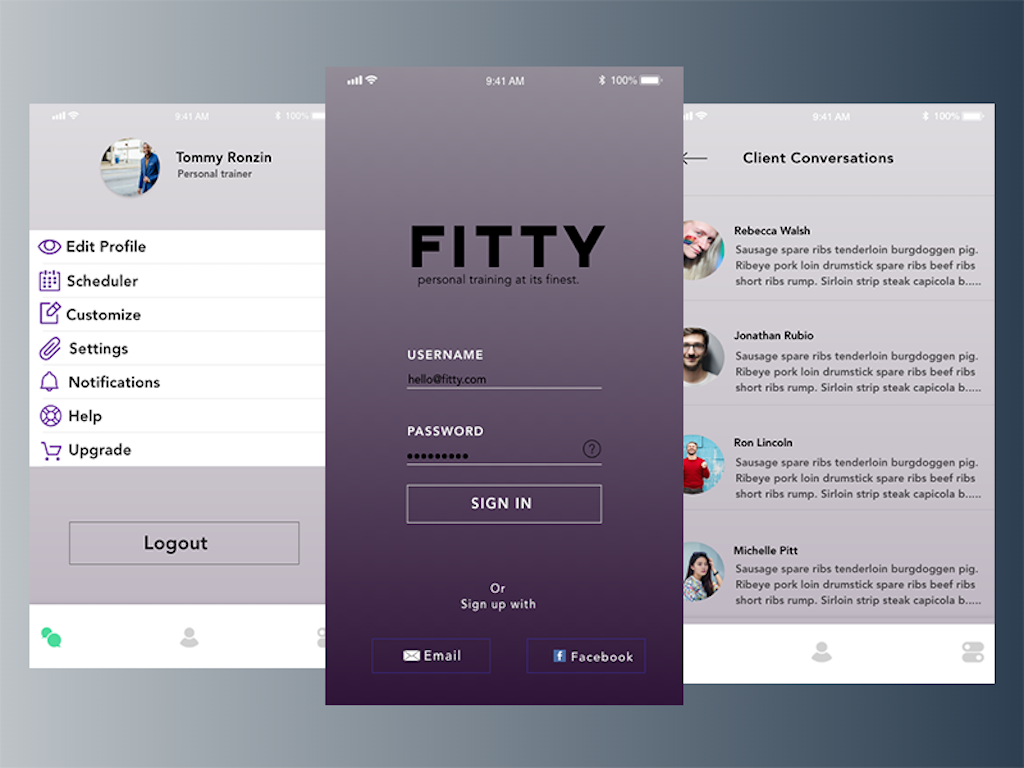 9:41 AM
100%
Tommy Ronzin
Personal trainer
Edit Profile
Scheduler
Customize
Settings
Notifications
Help
Upgrade
Logout
9:41 AM
100%
FITTY
personal training at its finest.
USERNAME
hello@fitty.com
PASSWORD
•••••••••
?
SIGN IN
Or
Sign up with
Email
f Facebook
9:41 AM
100%
Client Conversations
Rebecca Walsh
Sausage spare ribs tenderloin burgdoggen pig.
Ribeye pork loin drumstick spare ribs beef ribs
short ribs rump. Sirloin strip steak capicola b.....
Jonathan Rubio
Sausage spare ribs tenderloin burgdoggen pig.
Ribeye pork loin drumstick spare ribs beef ribs
short ribs rump. Sirloin strip steak capicola b.....
Ron Lincoln
Sausage spare ribs tenderloin burgdoggen pig.
Ribeye pork loin drumstick spare ribs beef ribs
short ribs rump. Sirloin strip steak capicola b.....
Michelle Pitt
Sausage spare ribs tenderloin burgdoggen pig.
Ribeye pork loin drumstick spare ribs beef ribs
short ribs rump. Sirloin strip steak capicola b.....